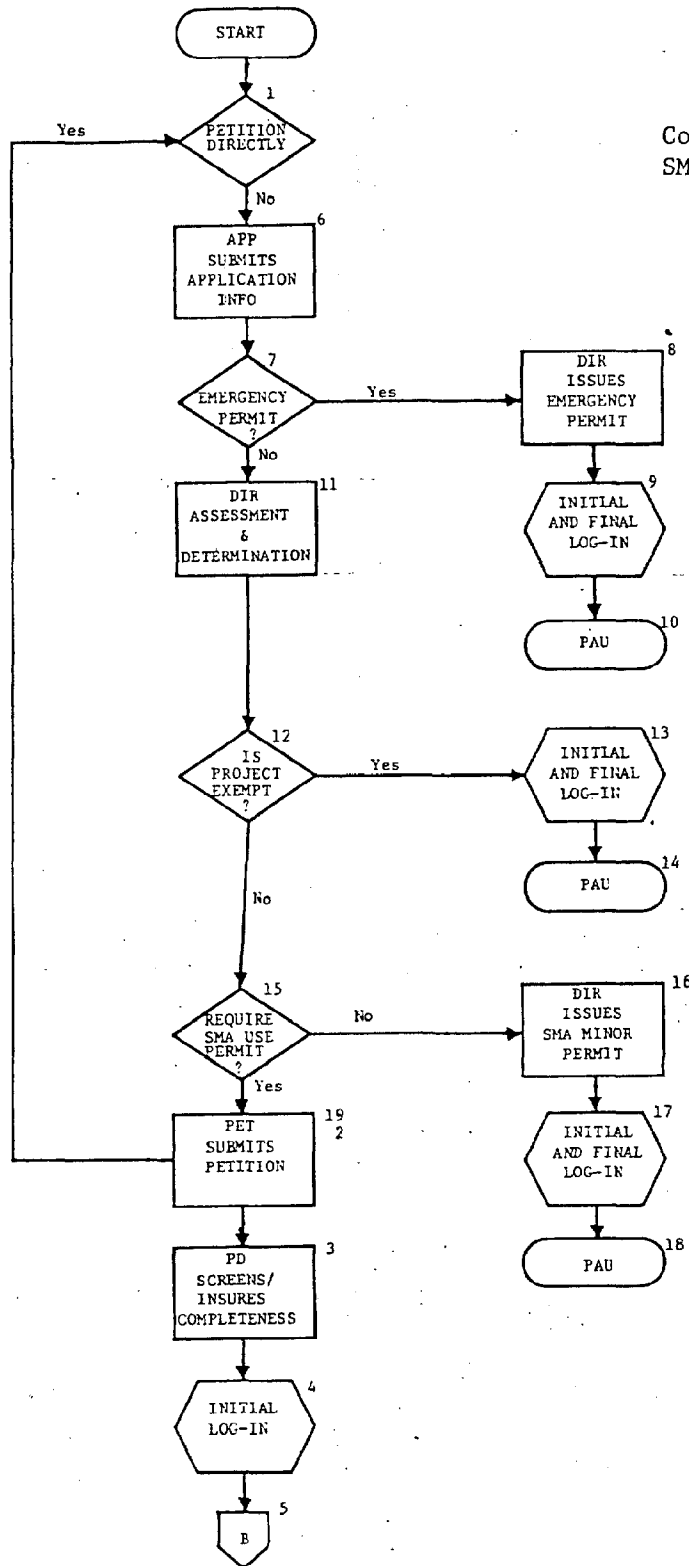 START
1
PETITION
DIRECTLY
Yes
Co
SM
No
6
APP
SUBMITS
APPLICATION
INFO
7
EMERGENCY
PERMIT
?
Yes
8
DIR
ISSUES
EMERGENCY
PERMIT
No
11
DIR
ASSESSMENT
&
DETERMINATION
9
INITIAL
AND FINAL
LOG-IN
10
PAU
12
IS
PROJECT
EXEMPT
?
Yes
13
INITIAL
AND FINAL
LOG-IN
14
PAU
No
15
REQUIRE
SMA USE
PERMIT
?
No
16
DIR
ISSUES
SMA MINOR
PERMIT
Yes
19
2
PET
SUBMITS
PETITION
17
INITIAL
AND FINAL
LOG-IN
18
PAU
3
PD
SCREENS/
INSURES
COMPLETENESS
4
INITIAL
LOG-IN
5
B